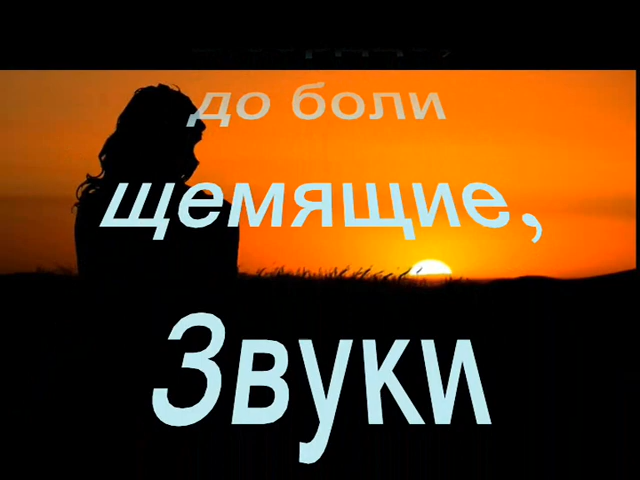 до боли
щемящие,
Звуки